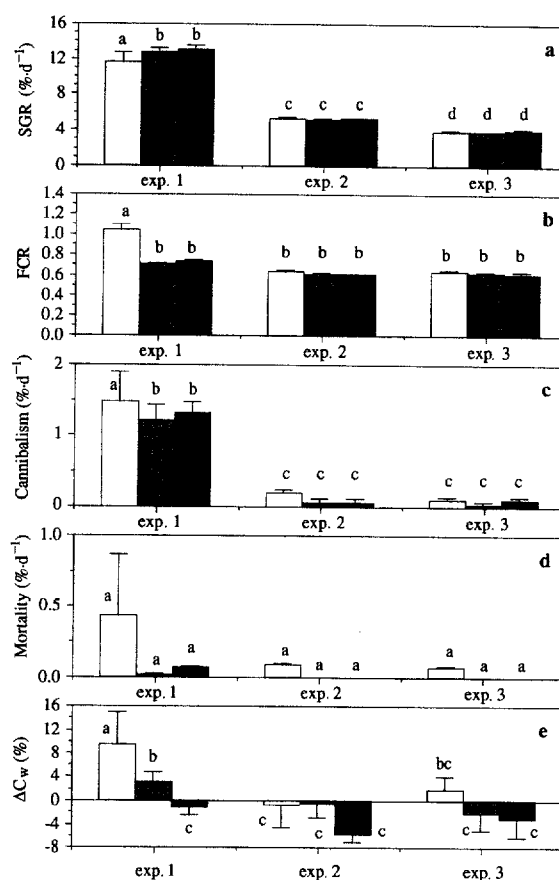 16
12
8
4
0
SGR (%·d⁻¹)
a b b
c c c
d d d
a
exp. 1 exp. 2 exp. 3
1.4
1.2
1.0
0.8
0.6
0.4
0.2
0.0
FCR
a b b
b b b
b b b
b
exp. 1 exp. 2 exp. 3
2
1
0
Cannibalism (%·d⁻¹)
a b b
c c c
c c c
c
exp. 1 exp. 2 exp. 3
1.0
0.5
0.0
Mortality (%·d⁻¹)
a a a
a a a
a a a
d
exp. 1 exp. 2 exp. 3
16
12
8
4
0
-4
-8
ΔCw (%)
a b c
c c c
bc c c
e
exp. 1 exp. 2 exp. 3